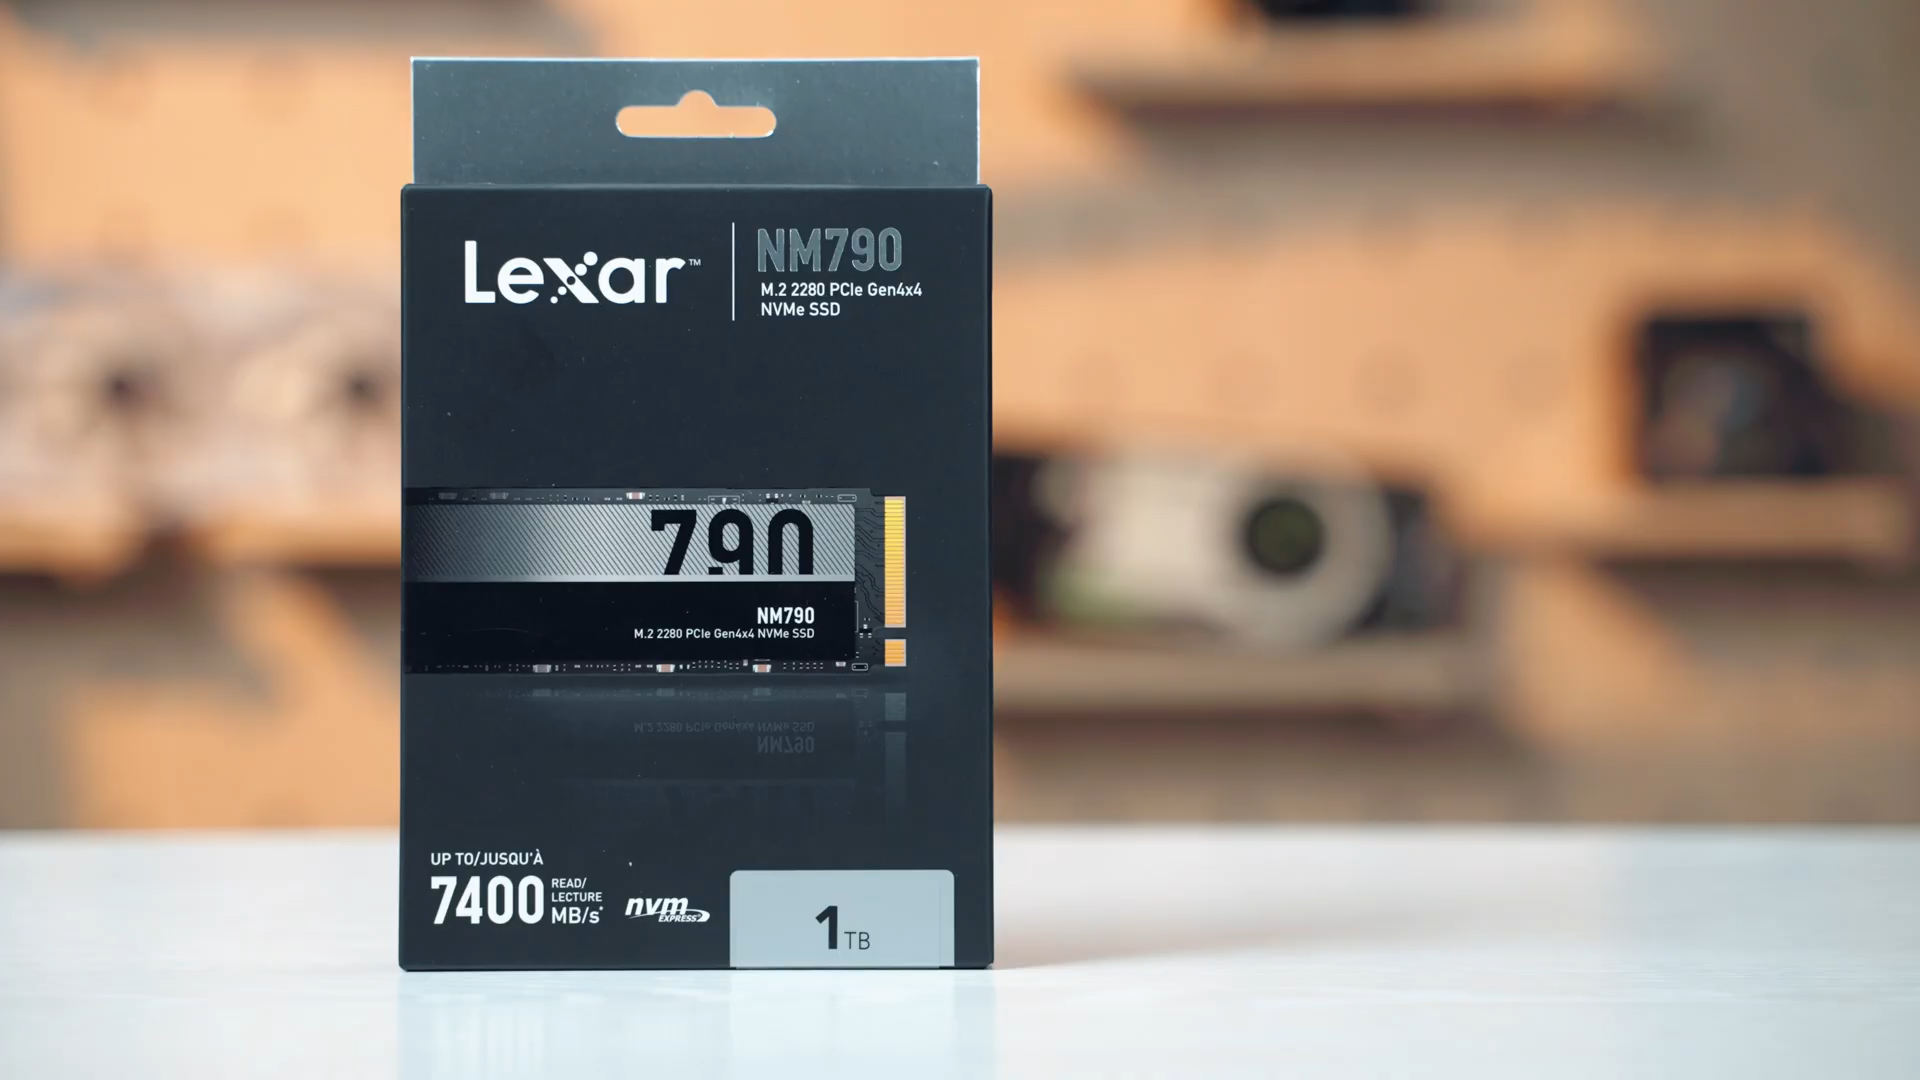 Lexar™
NM790
M.2 2280 PCIe Gen4x4
NVMe SSD
790
NM790
M.2 2280 PCIe Gen4x4 NVMe SSD
M.2 2280 PCIe Gen4x4 NVMe SSD
NM790
UP TO/JUSQU'À
7400 READ/
LECTURE
MB/s*
nvm
EXPRESS
1TB